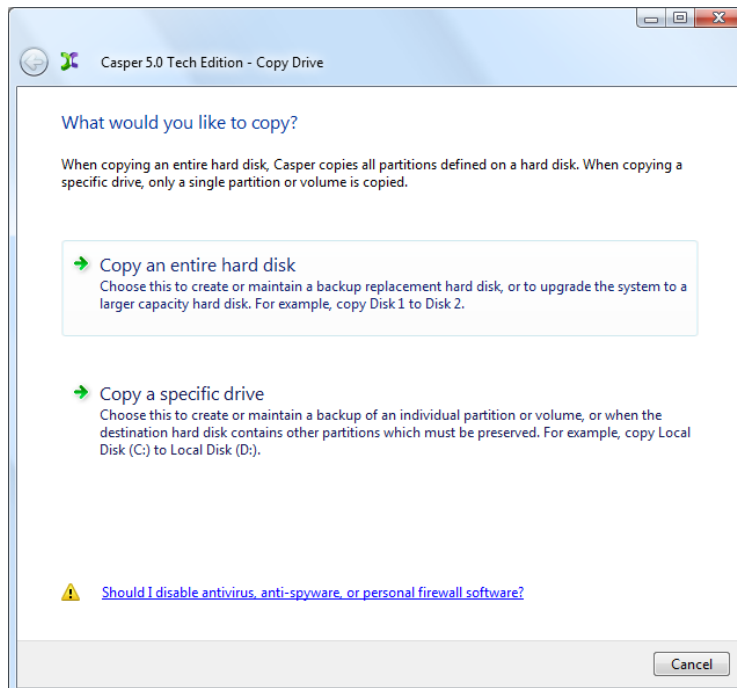 Casper 5.0 Tech Edition - Copy Drive
What would you like to copy?
When copying an entire hard disk, Casper copies all partitions defined on a hard disk. When copying a
specific drive, only a single partition or volume is copied.
Copy an entire hard disk
Choose this to create or maintain a backup replacement hard disk, or to upgrade the system to a
larger capacity hard disk. For example, copy Disk 1 to Disk 2.
Copy a specific drive
Choose this to create or maintain a backup of an individual partition or volume, or when the
destination hard disk contains other partitions which must be preserved. For example, copy Local
Disk (C:) to Local Disk (D:).
Should I disable antivirus, anti-spyware, or personal firewall software?
Cancel